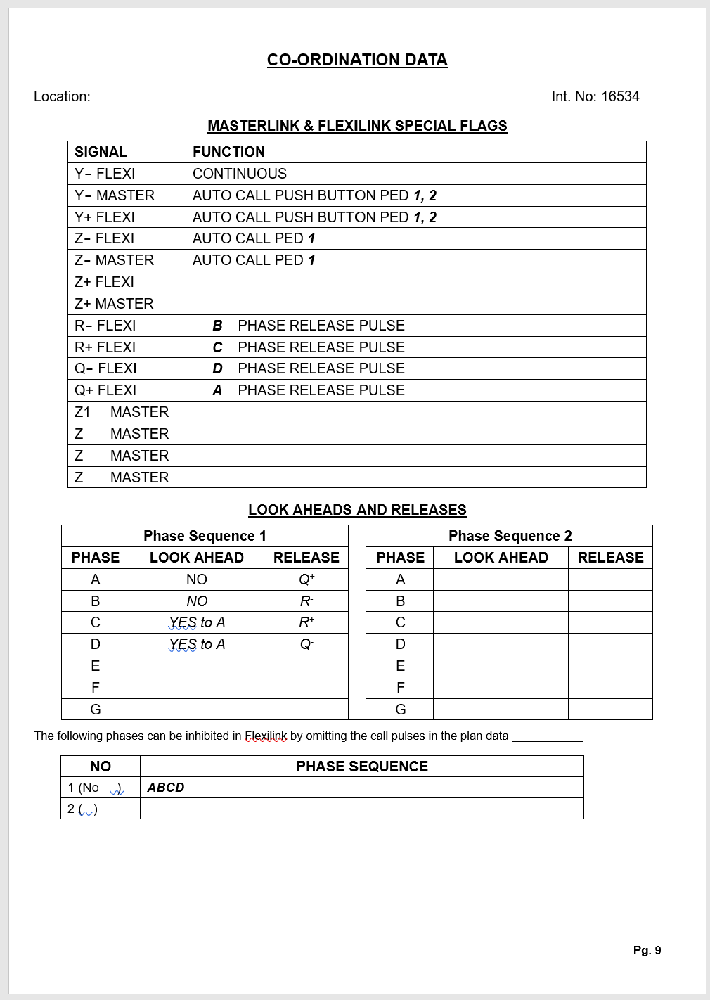 CO-ORDINATION DATA
Location:_______________________________________________ Int. No: 16534
MASTERLINK & FLEXILINK SPECIAL FLAGS
SIGNAL FUNCTION
Y– FLEXI CONTINUOUS
Y– MASTER AUTO CALL PUSH BUTTON PED 1, 2
Y+ FLEXI AUTO CALL PUSH BUTTON PED 1, 2
Z– FLEXI AUTO CALL PED 1
Z– MASTER AUTO CALL PED 1
Z+ FLEXI
Z+ MASTER
R– FLEXI B PHASE RELEASE PULSE
R+ FLEXI C PHASE RELEASE PULSE
Q– FLEXI D PHASE RELEASE PULSE
Q+ FLEXI A PHASE RELEASE PULSE
Z1 MASTER
Z MASTER
Z MASTER
Z MASTER
LOOK AHEADS AND RELEASES
Phase Sequence 1
PHASE LOOK AHEAD RELEASE
A NO Q+
B NO R-
C YES to A R+
D YES to A Q-
E
F
G
Phase Sequence 2
PHASE LOOK AHEAD RELEASE
A
B
C
D
E
F
G
The following phases can be inhibited in Flexilink by omitting the call pulses in the plan data ___________
NO PHASE SEQUENCE
1 (No ) ABCD
2 ( )
Pg. 9